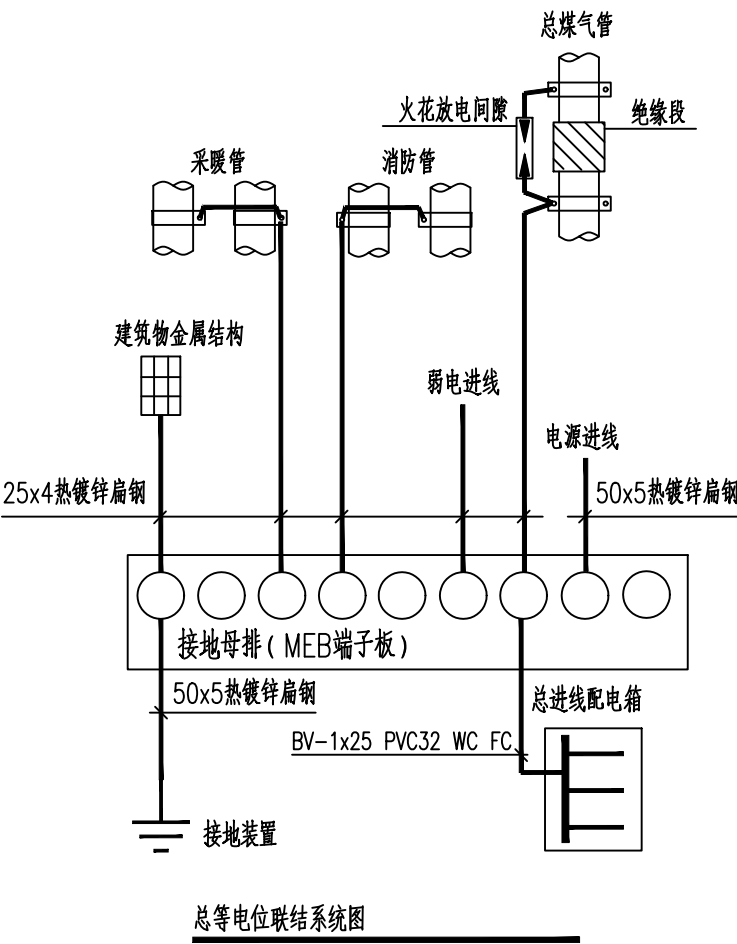 总煤气管
火花放电间隙
绝缘段
采暖管
消防管
建筑物金属结构
弱电进线
电源进线
25x4热镀锌扁钢
50x5热镀锌扁钢
接地母排(MEB端子板)
50x5热镀锌扁钢
总进线配电箱
BV-1x25 PVC32 WC FC
接地装置
总等电位联结系统图